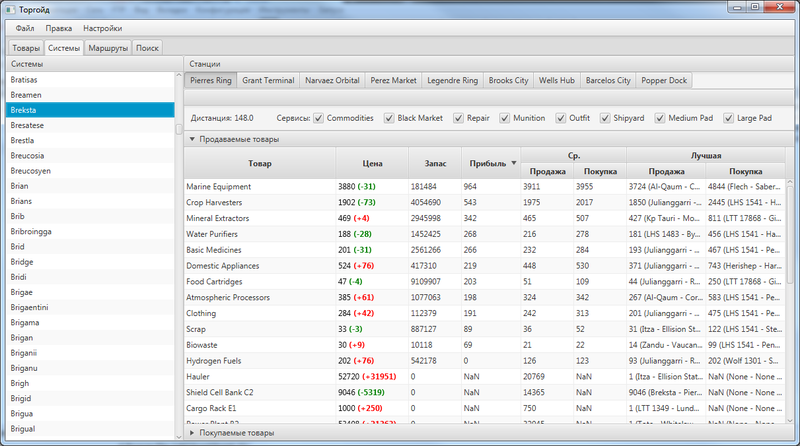 Торгойд
Файл Правка Настройки
Товары Системы Маршруты Поиск
Системы
Bratisas
Breamen
Breksta
Bresatese
Brestla
Breucosia
Breucosyen
Brian
Brians
Brib
Bribroingga
Brid
Bridge
Bridi
Brigae
Brigaentini
Brigama
Brigan
Briganii
Briganu
Brigh
Brigid
Brigua
Brigual
Станции
Pierres Ring Grant Terminal Narvaez Orbital Perez Market Legendre Ring Brooks City Wells Hub Barcelos City Popper Dock
Дистанция: 148.0 Сервисы: Commodities Black Market Repair Munition Outfit Shipyard Medium Pad Large Pad
Продаваемые товары
Товар Цена Запас Прибыль Ср. Лучшая
Продажа Покупка Продажа Покупка
Marine Equipment 3880 (-31) 181484 964 3911 3955 3724 (Al-Qaum - C... 4844 (Flech - Saber...
Crop Harvesters 1902 (-73) 4054690 543 1975 2017 1850 (Julianggarri - ... 2445 (LHS 1541 - H...
Mineral Extractors 469 (+4) 2945998 342 465 507 427 (Kp Tauri - Mo... 811 (LTT 17868 - Gi...
Water Purifiers 188 (-28) 1452425 268 216 278 181 (LHS 1483 - By... 456 (LHS 1541 - Ha...
Basic Medicines 201 (-31) 2561266 266 232 284 193 (Julianggarri - ... 467 (LHS 1541 - Pe...
Domestic Appliances 524 (+76) 417310 219 448 530 371 (Julianggarri - ... 743 (Herishep - Har...
Food Cartridges 47 (-4) 9109907 203 51 109 44 (Julianggarri - R... 250 (LTT 17868 - Gi...
Atmospheric Processors 385 (+61) 1077063 198 324 342 267 (Al-Qaum - Cor... 583 (LHS 1541 - Pe...
Clothing 284 (+42) 112379 191 242 313 201 (Julianggarri - ... 475 (LHS 1541 - Pe...
Scrap 33 (-3) 887127 89 36 52 31 (Itza - Ellision St... 122 (LHS 1541 - Ste...
Biowaste 30 (+9) 10118 69 21 22 14 (Zandu - Vaucan... 99 (LHS 1541 - Pen...
Hydrogen Fuels 202 (+76) 542178 0 126 123 93 (Julianggarri - R... 202 (Wolf 1301 - S...
Hauler 52720 (+31951) 0 NaN 20769 NaN 1 (Itza - Ellision Stat... NaN (None - None ...
Shield Cell Bank C2 9046 (-5319) 0 NaN 14365 NaN 9046 (Breksta - Pier... NaN (None - None ...
Cargo Rack E1 1000 (+250) 0 NaN 750 NaN 1 (LTT 1349 - Lund... NaN (None - None ...
Покупаемые товары